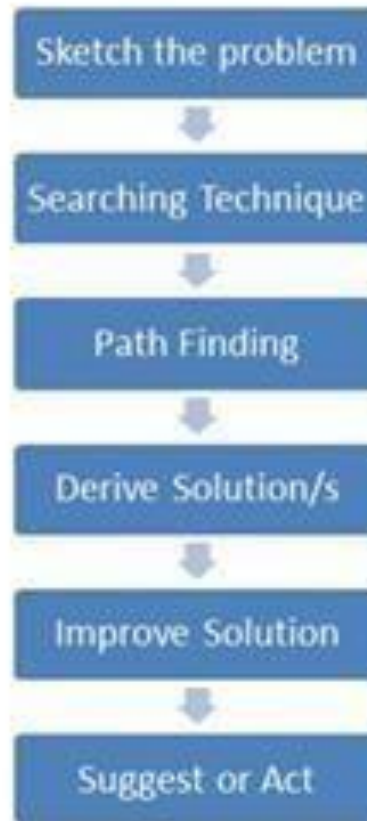 Sketch the problem
Searching Technique
Path Finding
Derive Solution/s
Improve Solution
Suggest or Act